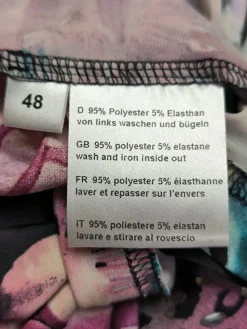 48
D 95% Polyester 5% Elasthan
von links waschen und bügeln
GB 95% polyester 5% elastane
wash and iron inside out
FR 95% polyester 5% élasthanne
laver et repasser sur l'envers
IT 95% poliestere 5% elastan
lavare e stirare al rovescio